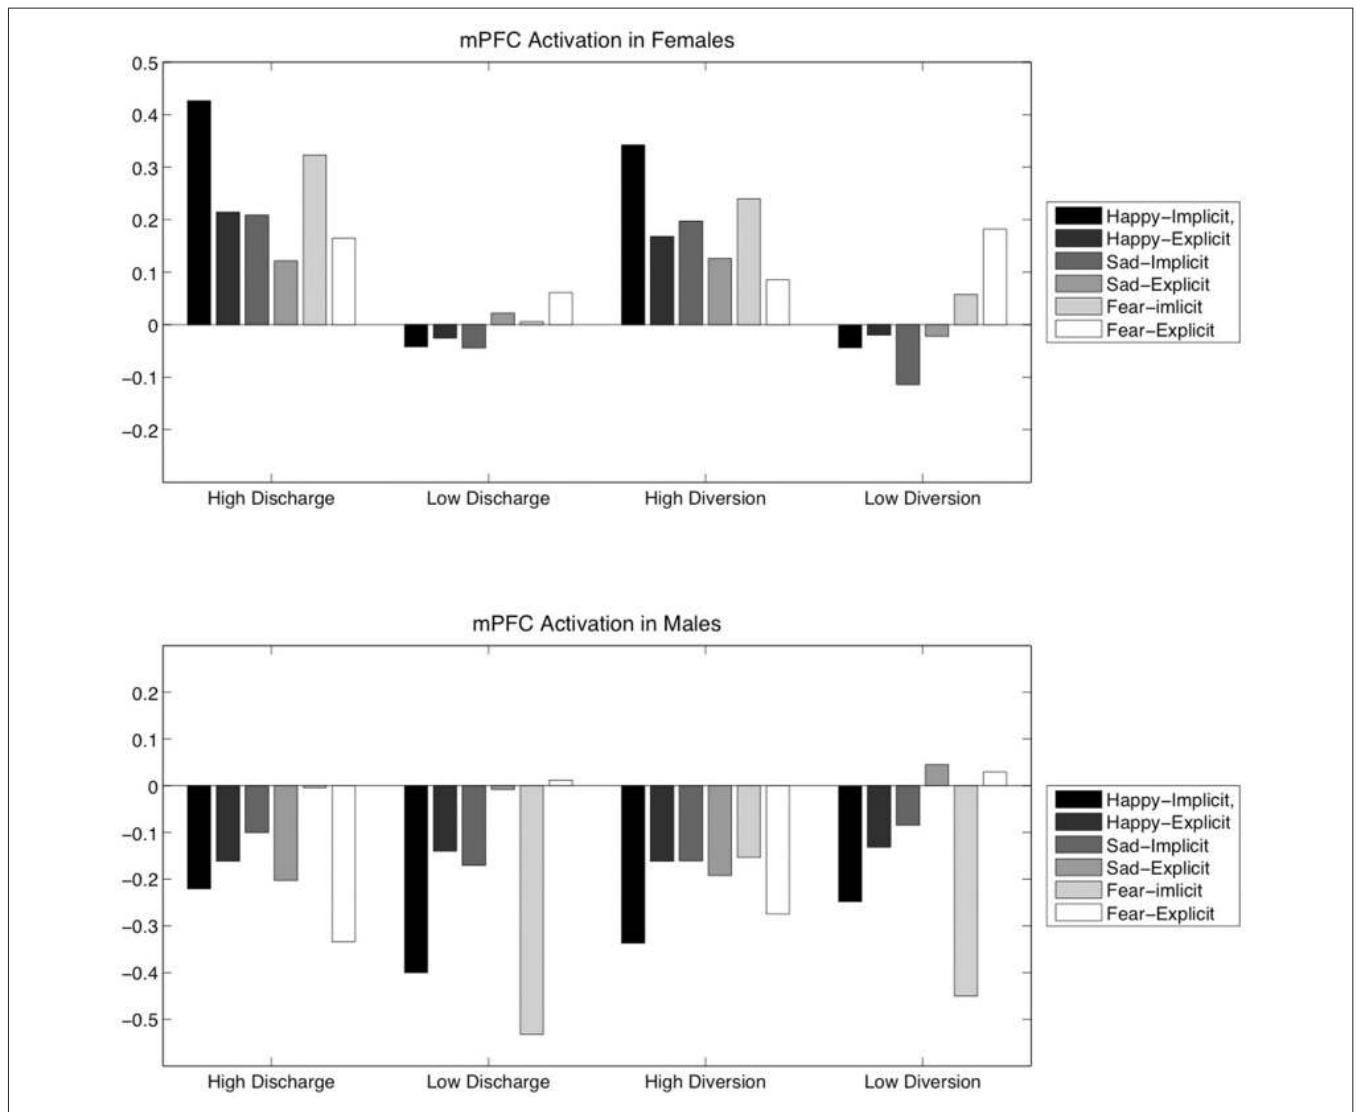 mPFC Activation in Females
0.5
0.4
0.3
0.2
0.1
0
−0.1
−0.2
High Discharge Low Discharge High Diversion Low Diversion
Happy−Implicit,
Happy−Explicit
Sad−Implicit
Sad−Explicit
Fear−imlicit
Fear−Explicit
mPFC Activation in Males
0.2
0.1
0
−0.1
−0.2
−0.3
−0.4
−0.5
High Discharge Low Discharge High Diversion Low Diversion
Happy−Implicit,
Happy−Explicit
Sad−Implicit
Sad−Explicit
Fear−imlicit
Fear−Explicit